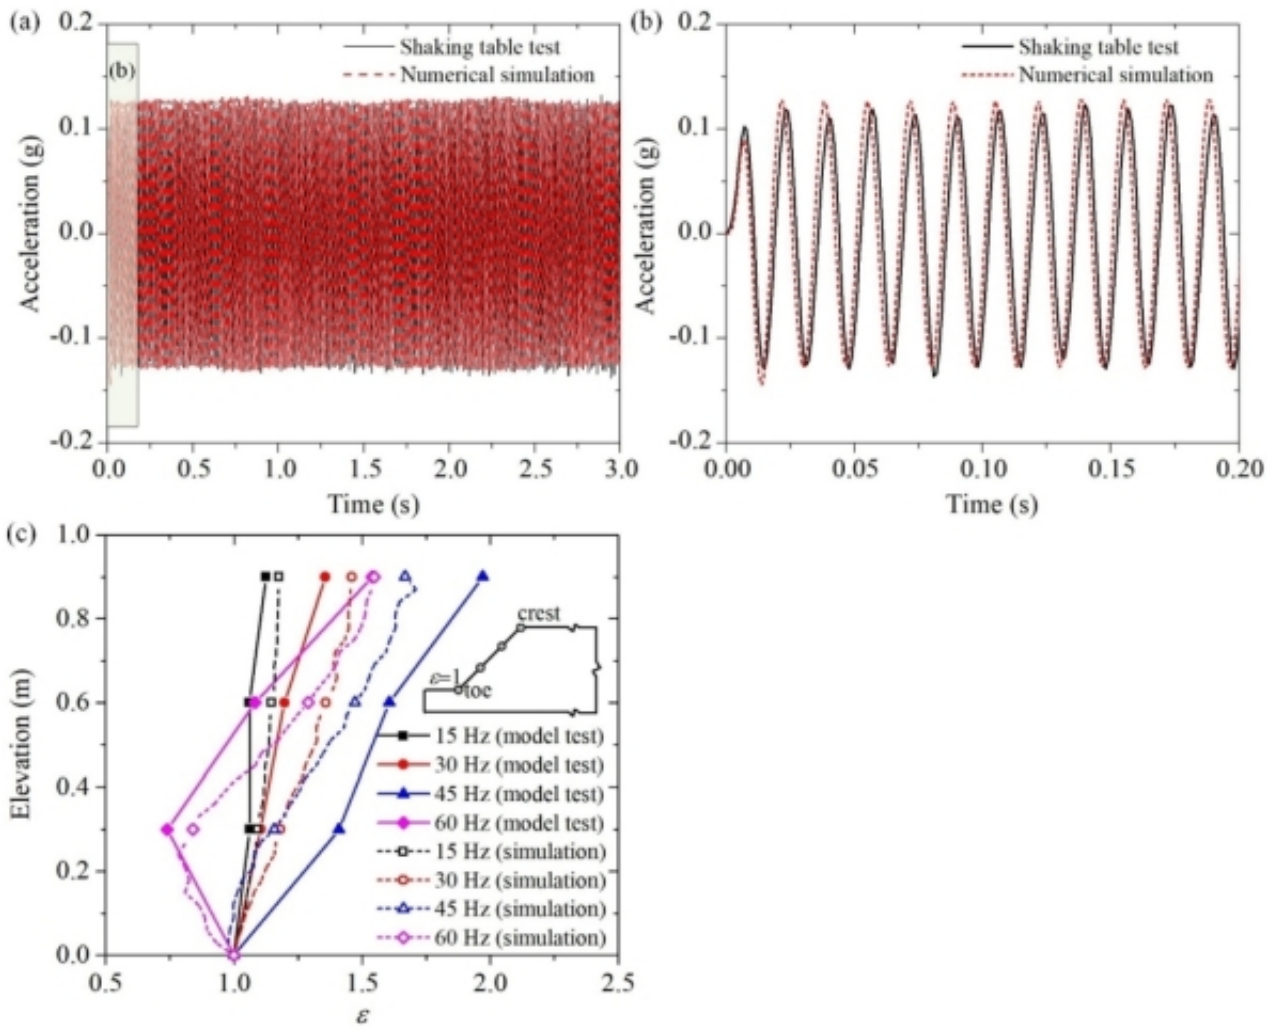 (a)
0.2
0.1
0.0
-0.1
-0.2
Acceleration (g)
Shaking table test
Numerical simulation
(b)
0.0 0.5 1.0 1.5 2.0 2.5 3.0
Time (s)
(b)
0.2
0.1
0.0
-0.1
-0.2
Acceleration (g)
Shaking table test
Numerical simulation
0.00 0.05 0.10 0.15 0.20
Time (s)
(c)
1.0
0.8
0.6
0.4
0.2
0.0
Elevation (m)
crest
ε=1
toe
15 Hz (model test)
30 Hz (model test)
45 Hz (model test)
60 Hz (model test)
15 Hz (simulation)
30 Hz (simulation)
45 Hz (simulation)
60 Hz (simulation)
0.5 1.0 1.5 2.0 2.5
ε